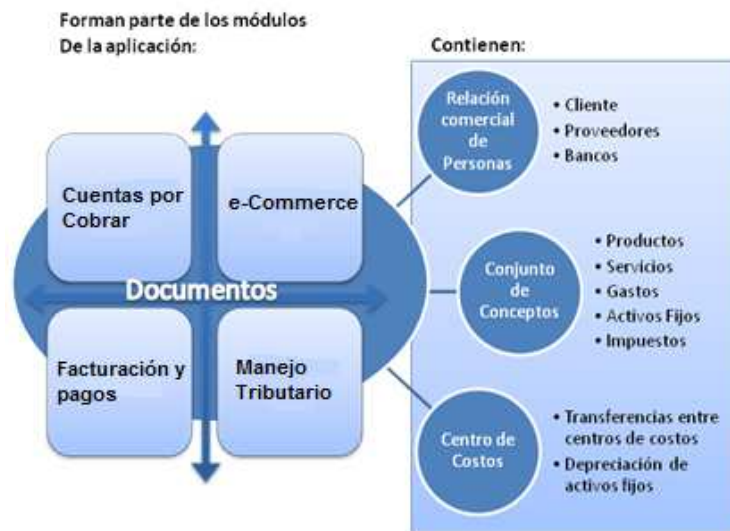 Forman parte de los módulos
De la aplicación:
Cuentas por
Cobrar
e-Commerce
Documentos
Facturación y
pagos
Manejo
Tributario
Contienen:
Relación
comercial
de
Personas
• Cliente
• Proveedores
• Bancos
Conjunto
de
Conceptos
• Productos
• Servicios
• Gastos
• Activos Fijos
• Impuestos
Centro de
Costos
• Transferencias entre
centros de costos
• Depreciación de
activos fijos